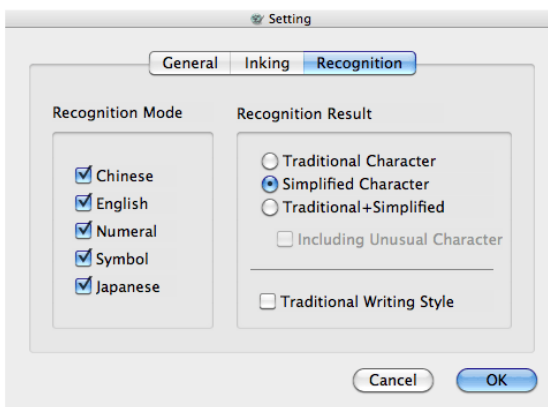 Setting
General Inking Recognition
Recognition Mode
Chinese
English
Numeral
Symbol
Japanese
Recognition Result
Traditional Character
Simplified Character
Traditional+Simplified
Including Unusual Character
Traditional Writing Style
Cancel OK